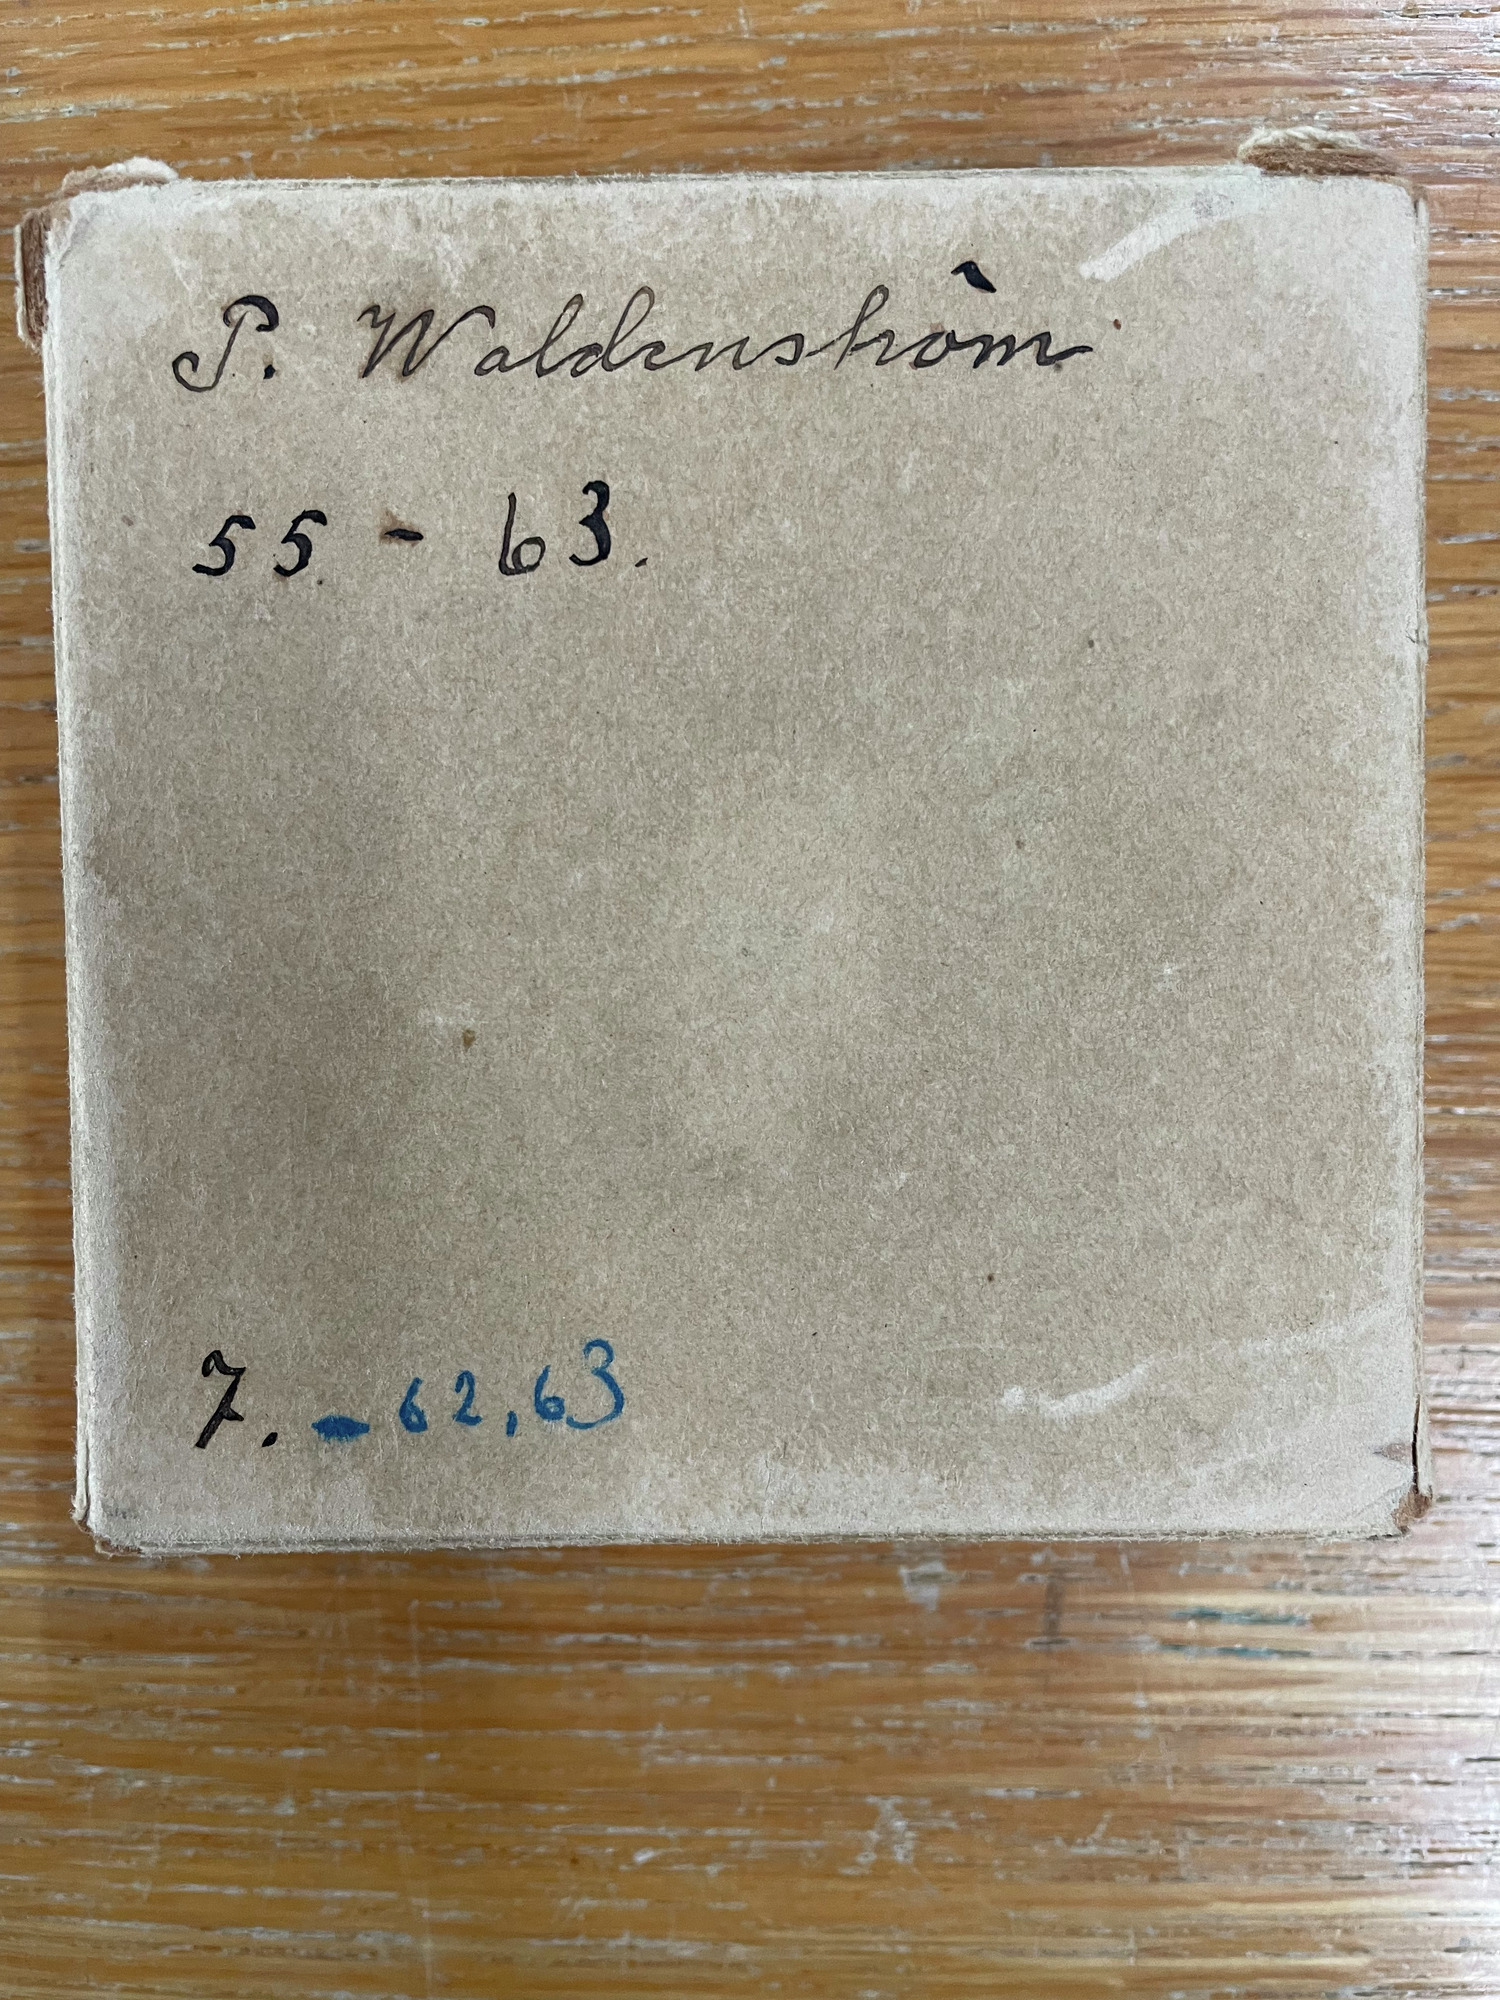 P. Waldenström
55 - 63.
7. - 62,63